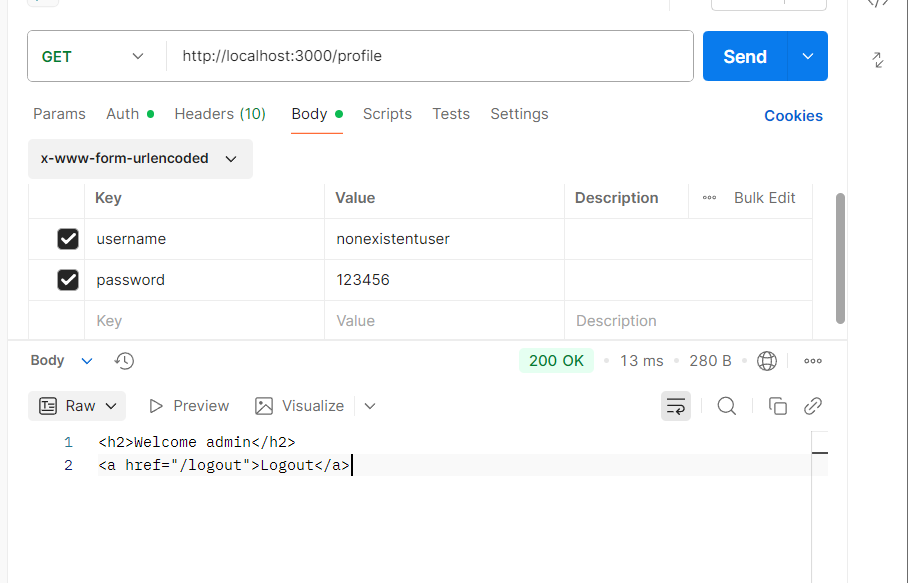 GET http://localhost:3000/profile Send
Params Auth Headers (10) Body Scripts Tests Settings Cookies
x-www-form-urlencoded
Key Value Description Bulk Edit
username nonexistentuser
password 123456
Key Value Description
Body 200 OK 13 ms 280 B
Raw Preview Visualize
1 <h2>Welcome admin</h2>
2 <a href="/logout">Logout</a>